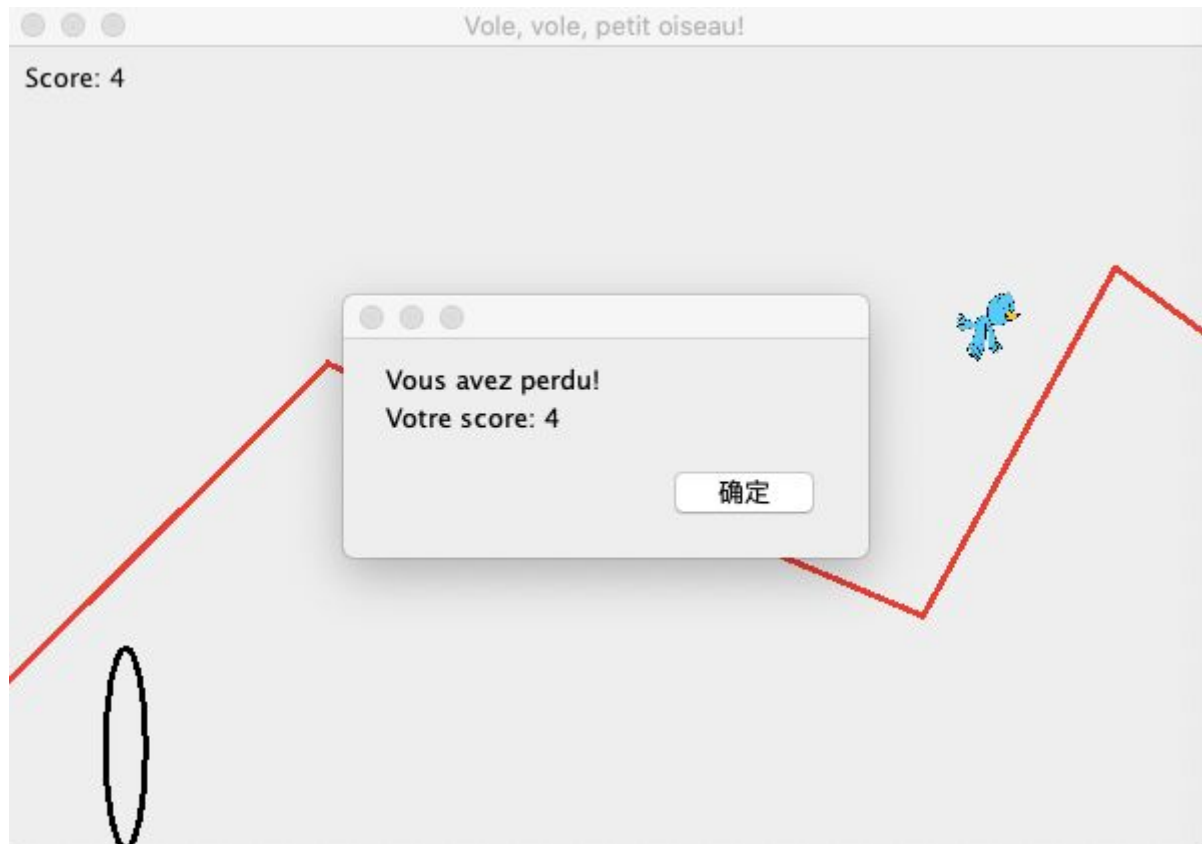 Vole, vole, petit oiseau!
Score: 4
Vous avez perdu!
Votre score: 4
确定